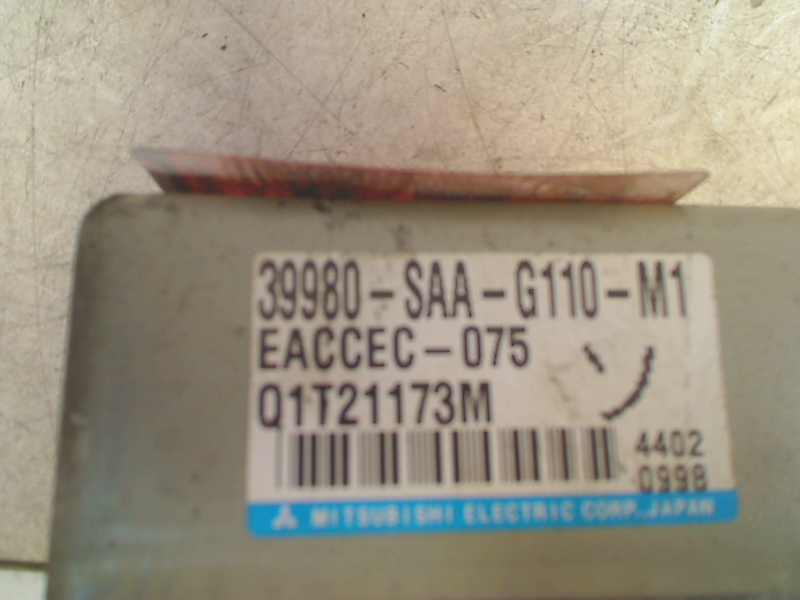 39980-SAA-G110-M1
EACCEC-075
Q1T21173M
4402
0998
MITSUBISHI ELECTRIC CORP. JAPAN